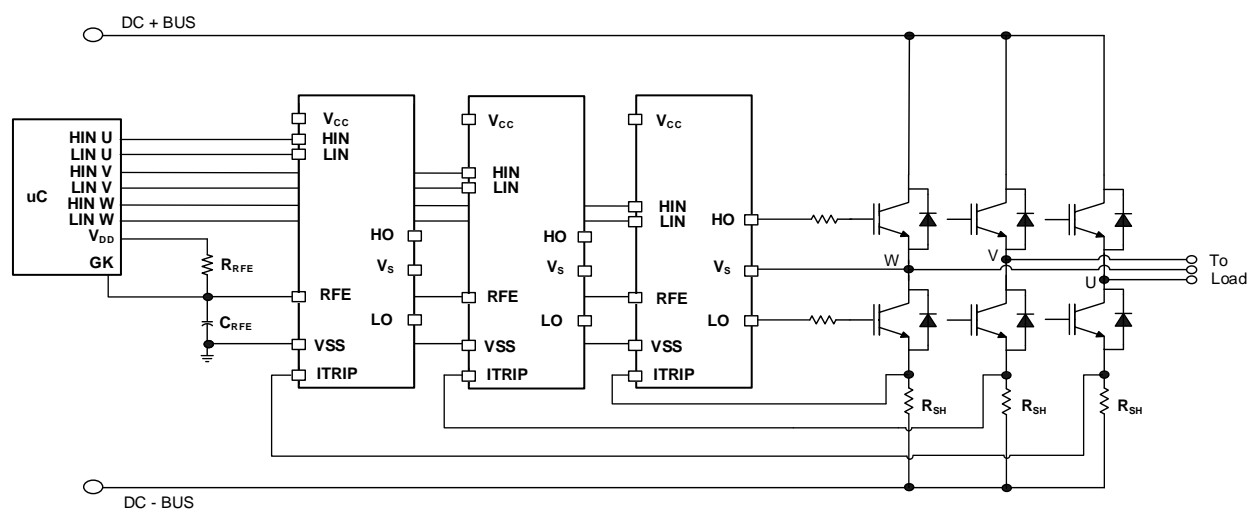 DC + BUS
uC
HIN U
LIN U
HIN V
LIN V
HIN W
LIN W
VDD
GK
RRFE
CRFE
VCC
HIN
LIN
HO
VS
RFE
LO
VSS
ITRIP
VCC
HIN
LIN
HO
VS
RFE
LO
VSS
ITRIP
VCC
HIN
LIN
HO
VS
RFE
LO
VSS
ITRIP
W
V
U
To
Load
RSH
RSH
RSH
DC - BUS